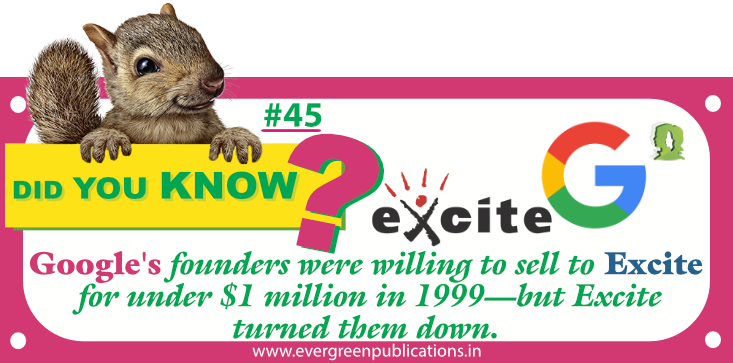 #45
DID YOU KNOW ?
excite G
Google's founders were willing to sell to Excite
for under $1 million in 1999—but Excite
turned them down.
www.evergreenpublications.in